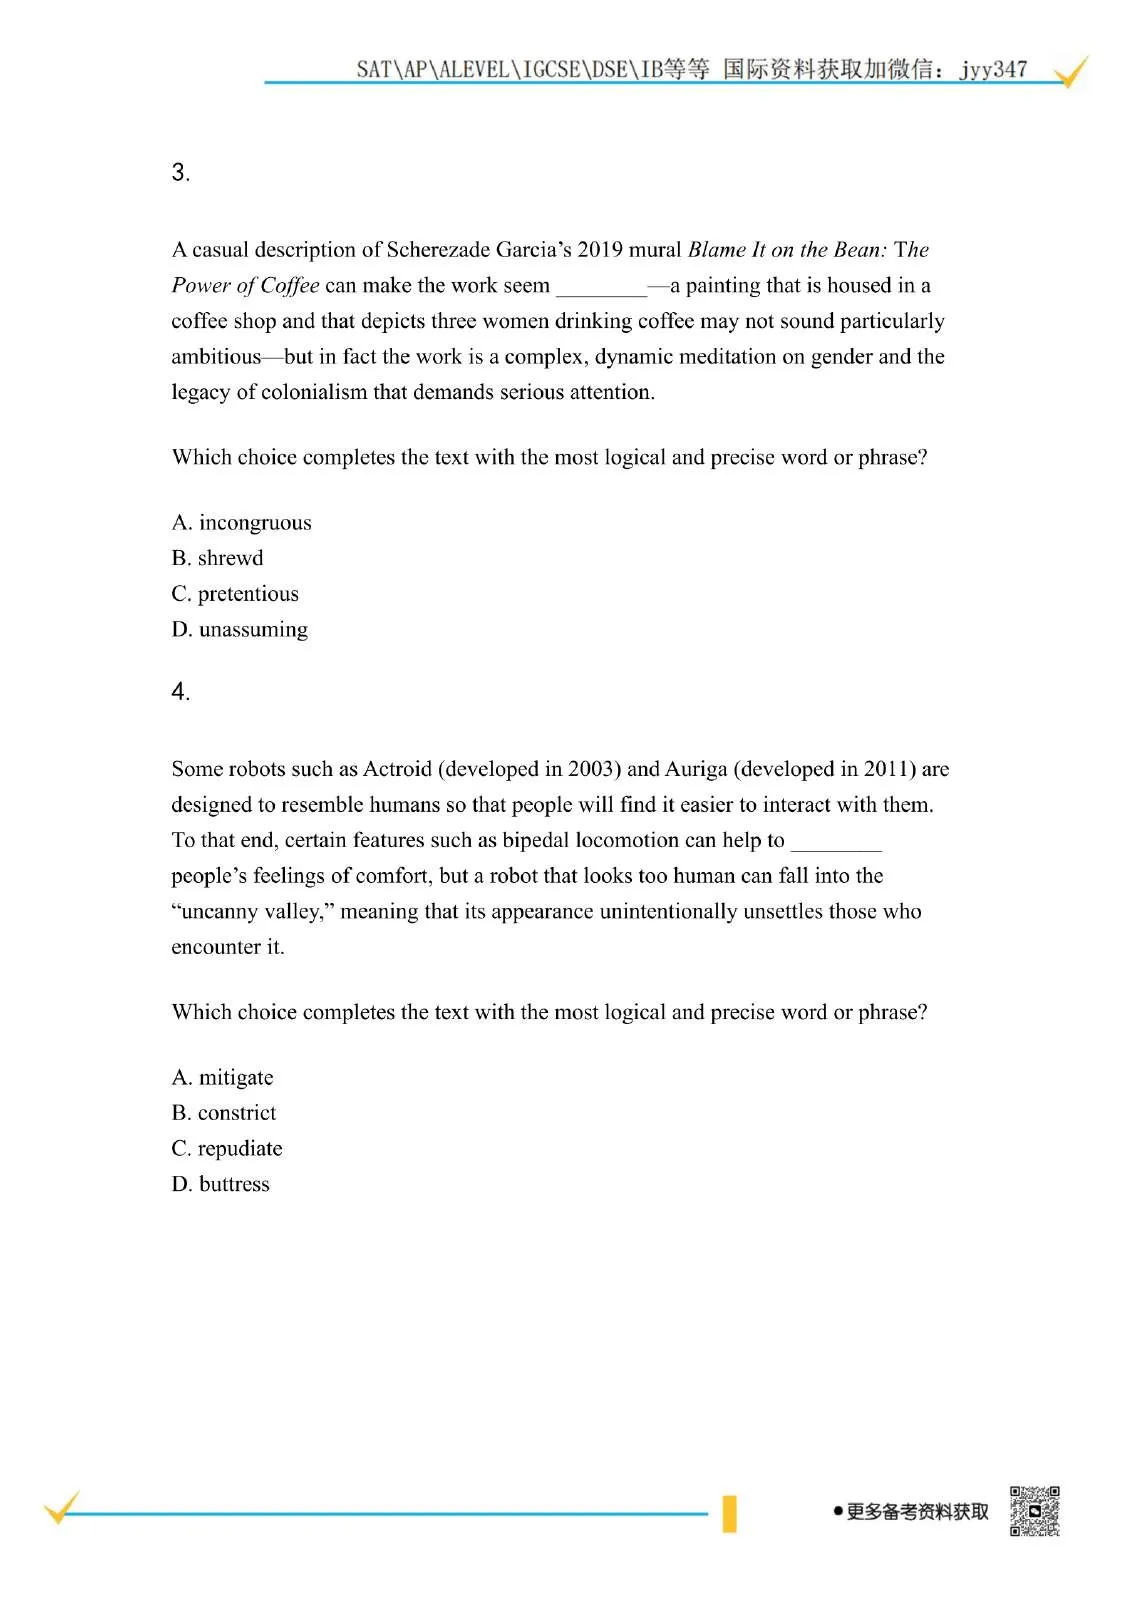 SAT\AP\ALEVEL\IGCSE\DSE\IB等等 国际资料获取加微信：jyy347
3.
A casual description of Scherezade Garcia’s 2019 mural Blame It on the Bean: The
Power of Coffee can make the work seem ________—a painting that is housed in a
coffee shop and that depicts three women drinking coffee may not sound particularly
ambitious—but in fact the work is a complex, dynamic meditation on gender and the
legacy of colonialism that demands serious attention.
Which choice completes the text with the most logical and precise word or phrase?
A. incongruous
B. shrewd
C. pretentious
D. unassuming
4.
Some robots such as Actroid (developed in 2003) and Auriga (developed in 2011) are
designed to resemble humans so that people will find it easier to interact with them.
To that end, certain features such as bipedal locomotion can help to ________
people’s feelings of comfort, but a robot that looks too human can fall into the
“uncanny valley,” meaning that its appearance unintentionally unsettles those who
encounter it.
Which choice completes the text with the most logical and precise word or phrase?
A. mitigate
B. constrict
C. repudiate
D. buttress
●更多备考资料获取